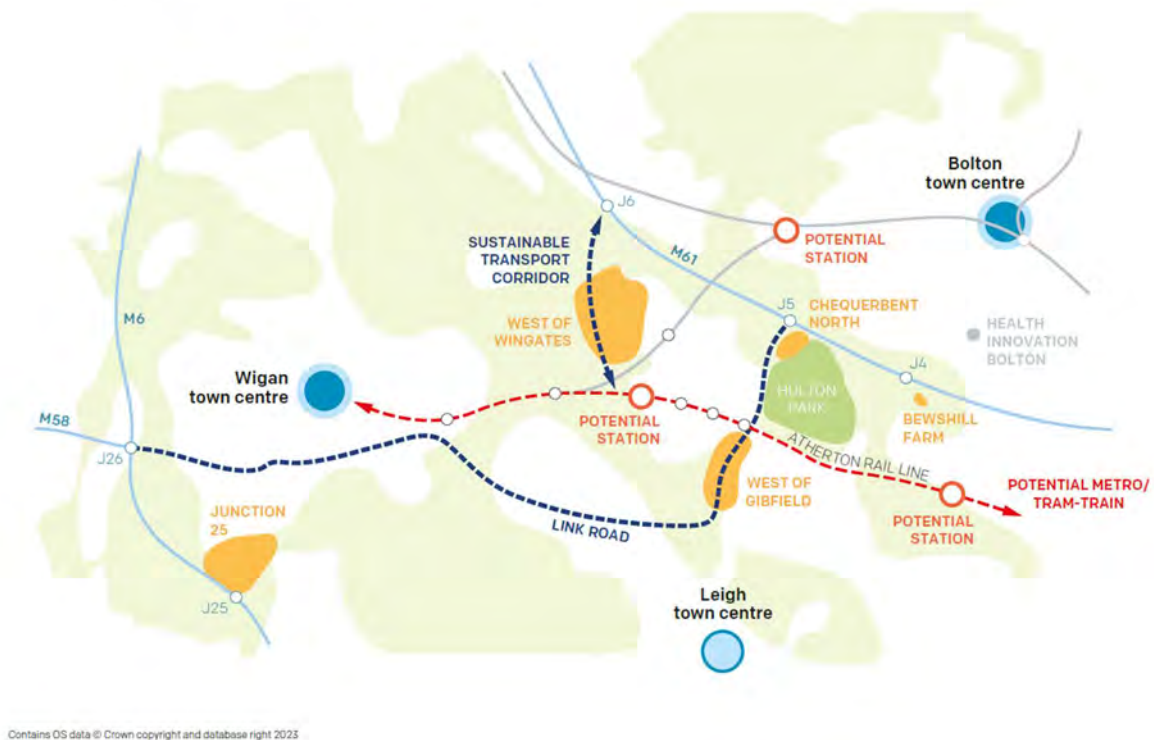 Bolton
town centre
J6
SUSTAINABLE
TRANSPORT
CORRIDOR
M61
POTENTIAL
STATION
M6
WEST OF
WINGATES
J5
CHEQUERBENT
NORTH
HEALTH
INNOVATION
BOLTON
Wigan
town centre
J4
HULTON
PARK
BEWSHILL
FARM
M58
POTENTIAL
STATION
J26
ATHERTON RAIL LINE
WEST OF
GIBFIELD
POTENTIAL METRO/
TRAM-TRAIN
JUNCTION
25
LINK ROAD
POTENTIAL
STATION
J25
Leigh
town centre
Contains OS data © Crown copyright and database right 2023